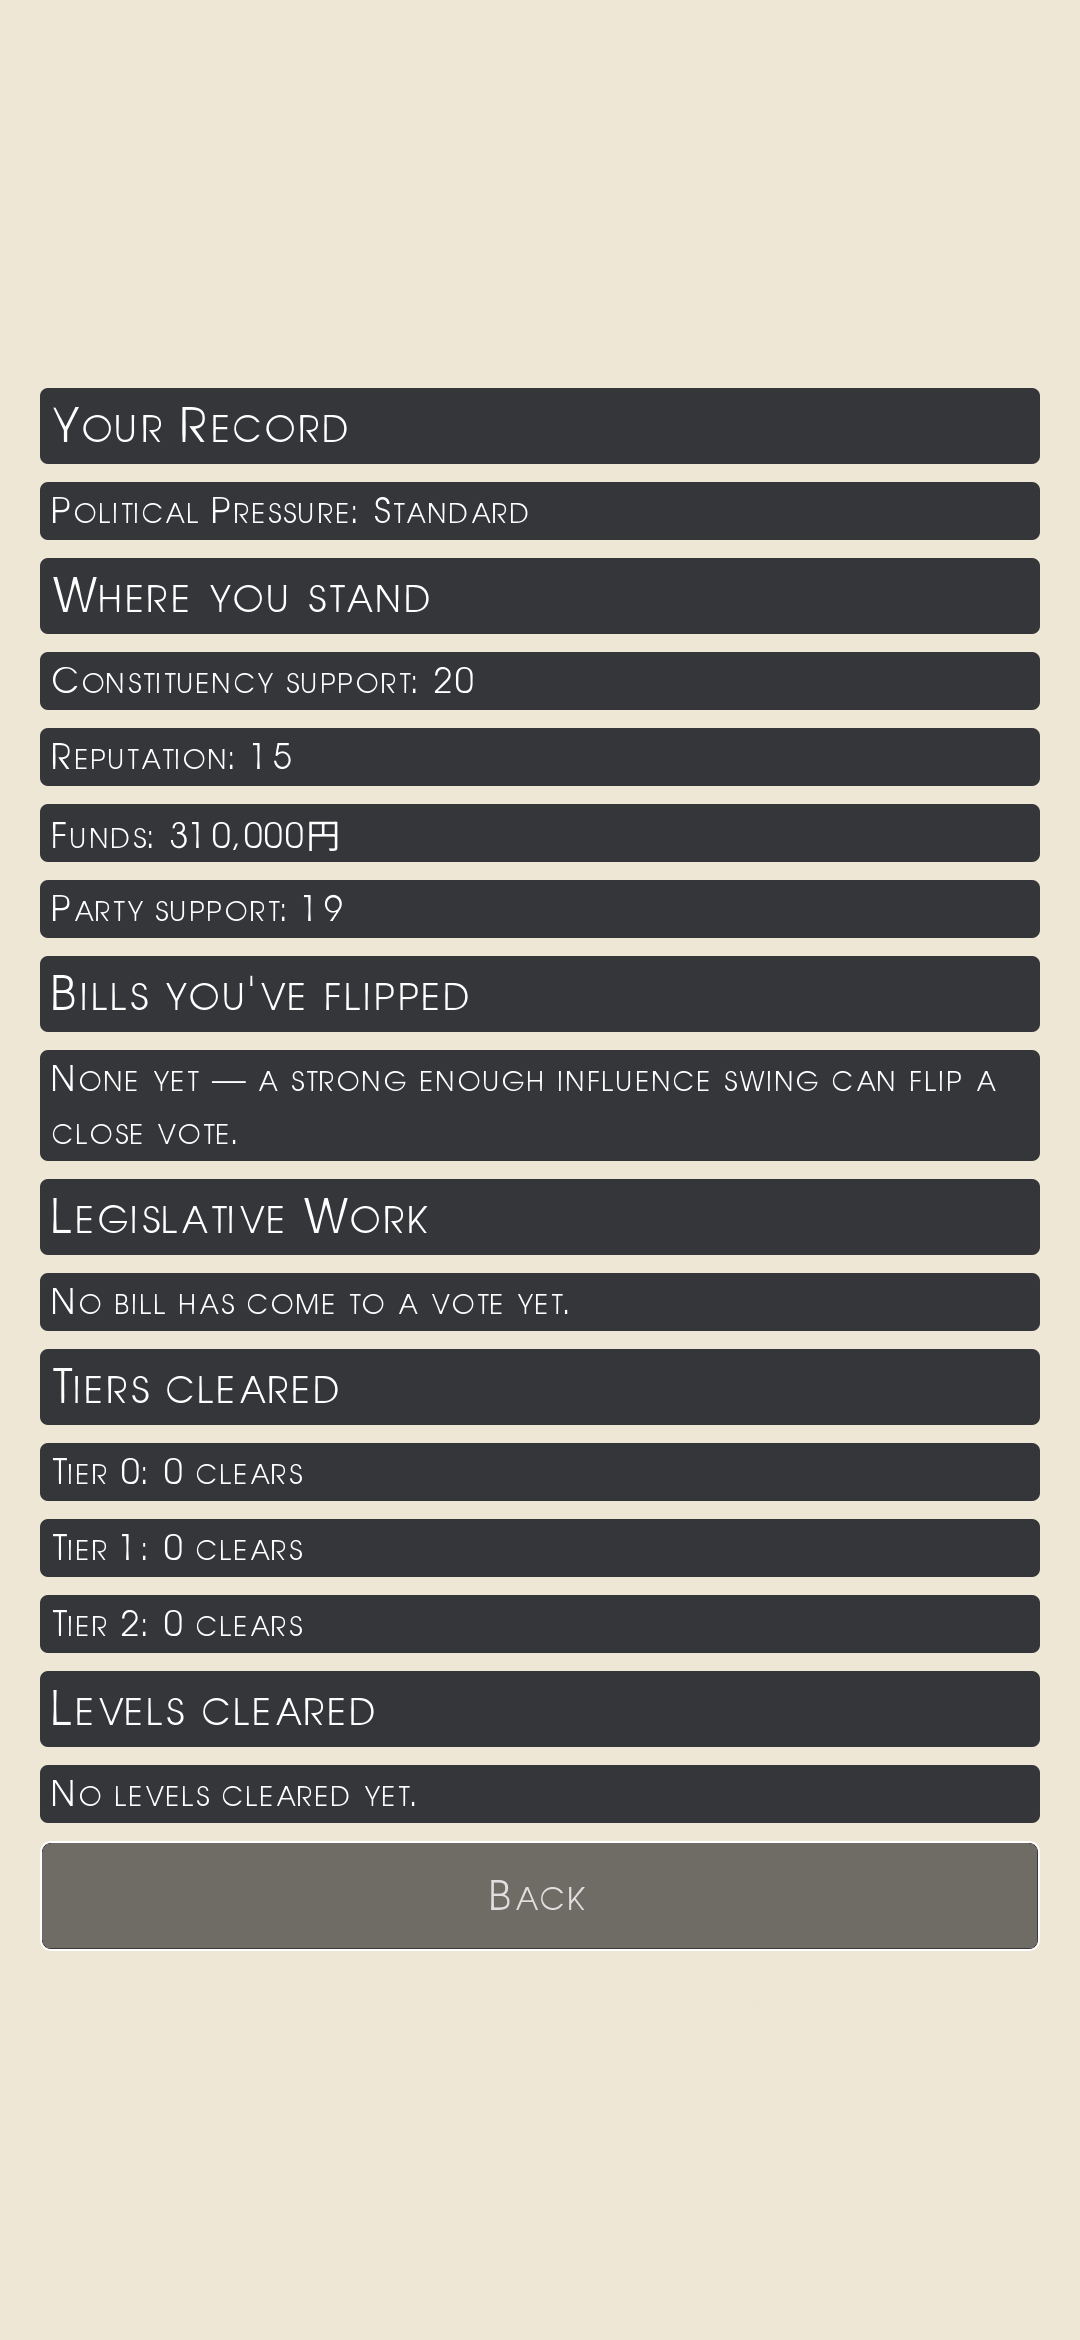 Your Record
Political Pressure: Standard
Where you stand
Constituency support: 20
Reputation: 15
Funds: 310,000円
Party support: 19
Bills you've flipped
None yet — a strong enough influence swing can flip a
close vote.
Legislative Work
No bill has come to a vote yet.
Tiers cleared
Tier 0: 0 clears
Tier 1: 0 clears
Tier 2: 0 clears
Levels cleared
No levels cleared yet.
Back